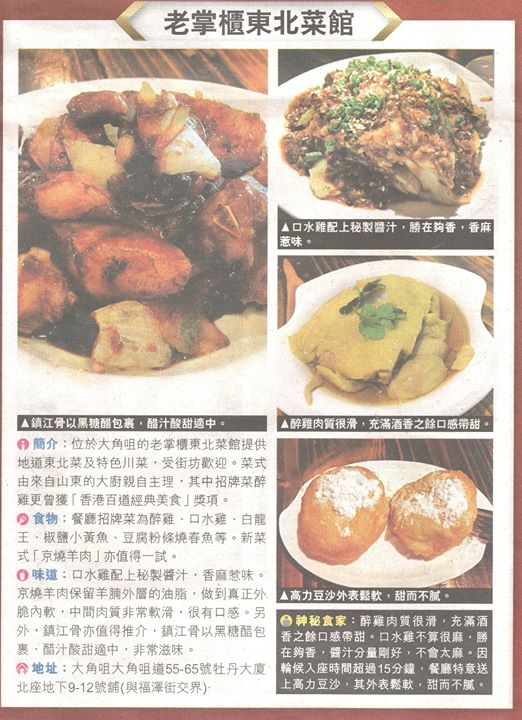 老掌櫃東北菜館
▲口水雞配上秘製醬汁，勝在夠香，香麻
惹味。
▲鎮江骨以黑糖醋包裹，醋汁酸甜適中。
▲醉雞肉質很滑，充滿酒香之餘口感帶甜。
簡介：位於大角咀的老掌櫃東北菜館提供
地道東北菜及特色川菜，受街坊歡迎。菜式
由來自山東的大廚親自主理，其中招牌菜醉
雞更曾獲「香港百道經典美食」獎項。
食物：餐廳招牌菜為醉雞、口水雞、白龍
王、椒鹽小黃魚、豆腐粉條燒春魚等。新菜
式「京燒羊肉」亦值得一試。
味道：口水雞配上秘製醬汁，香麻惹味。
京燒羊肉保留羊腩外層的油脂，做到真正外
脆內軟，中間肉質非常軟滑，很有口感。另
外，鎮江骨亦值得推介，鎮江骨以黑糖醋包
裹，醋汁酸甜適中，非常滋味。
地址：大角咀大角咀道55-65號牡丹大廈
北座地下9-12號舖(與福澤街交界)
▲高力豆沙外表鬆軟，甜而不膩。
神秘食家：醉雞肉質很滑，充滿酒
香之餘口感帶甜。口水雞不算很麻，勝
在夠香，醬汁分量剛好，不會太麻。因
輪候入座時間超過15分鐘，餐廳特意送
上高力豆沙，其外表鬆軟，甜而不膩。